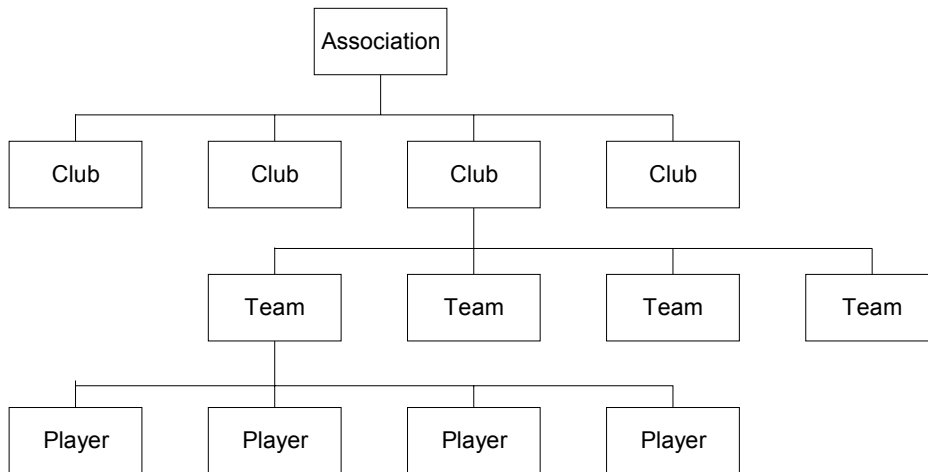 Association
Club Club Club Club
Team Team Team Team
Player Player Player Player